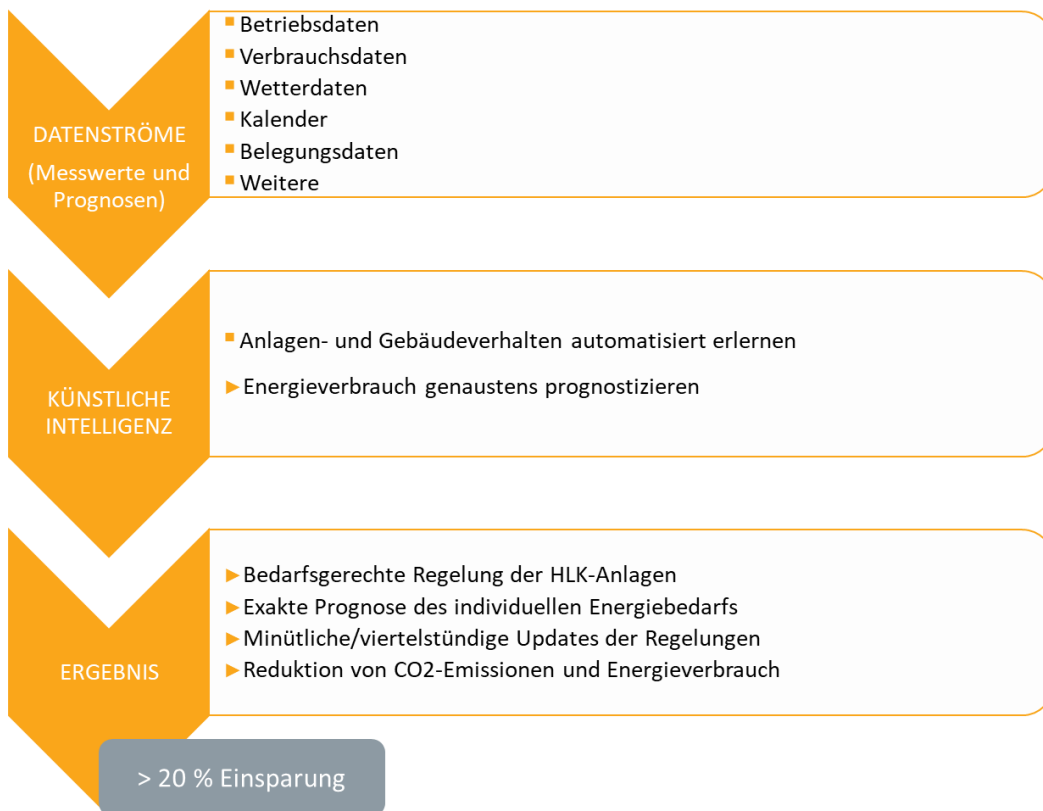 DATENSTRÖME
(Messwerte und
Prognosen)
Betriebsdaten
Verbrauchsdaten
Wetterdaten
Kalender
Belegungsdaten
Weitere
KÜNSTLICHE
INTELLIGENZ
Anlagen- und Gebäudeverhalten automatisiert erlernen
Energieverbrauch genaustens prognostizieren
ERGEBNIS
Bedarfsgerechte Regelung der HLK-Anlagen
Exakte Prognose des individuellen Energiebedarfs
Minütliche/viertelstündige Updates der Regelungen
Reduktion von CO2-Emissionen und Energieverbrauch
> 20 % Einsparung